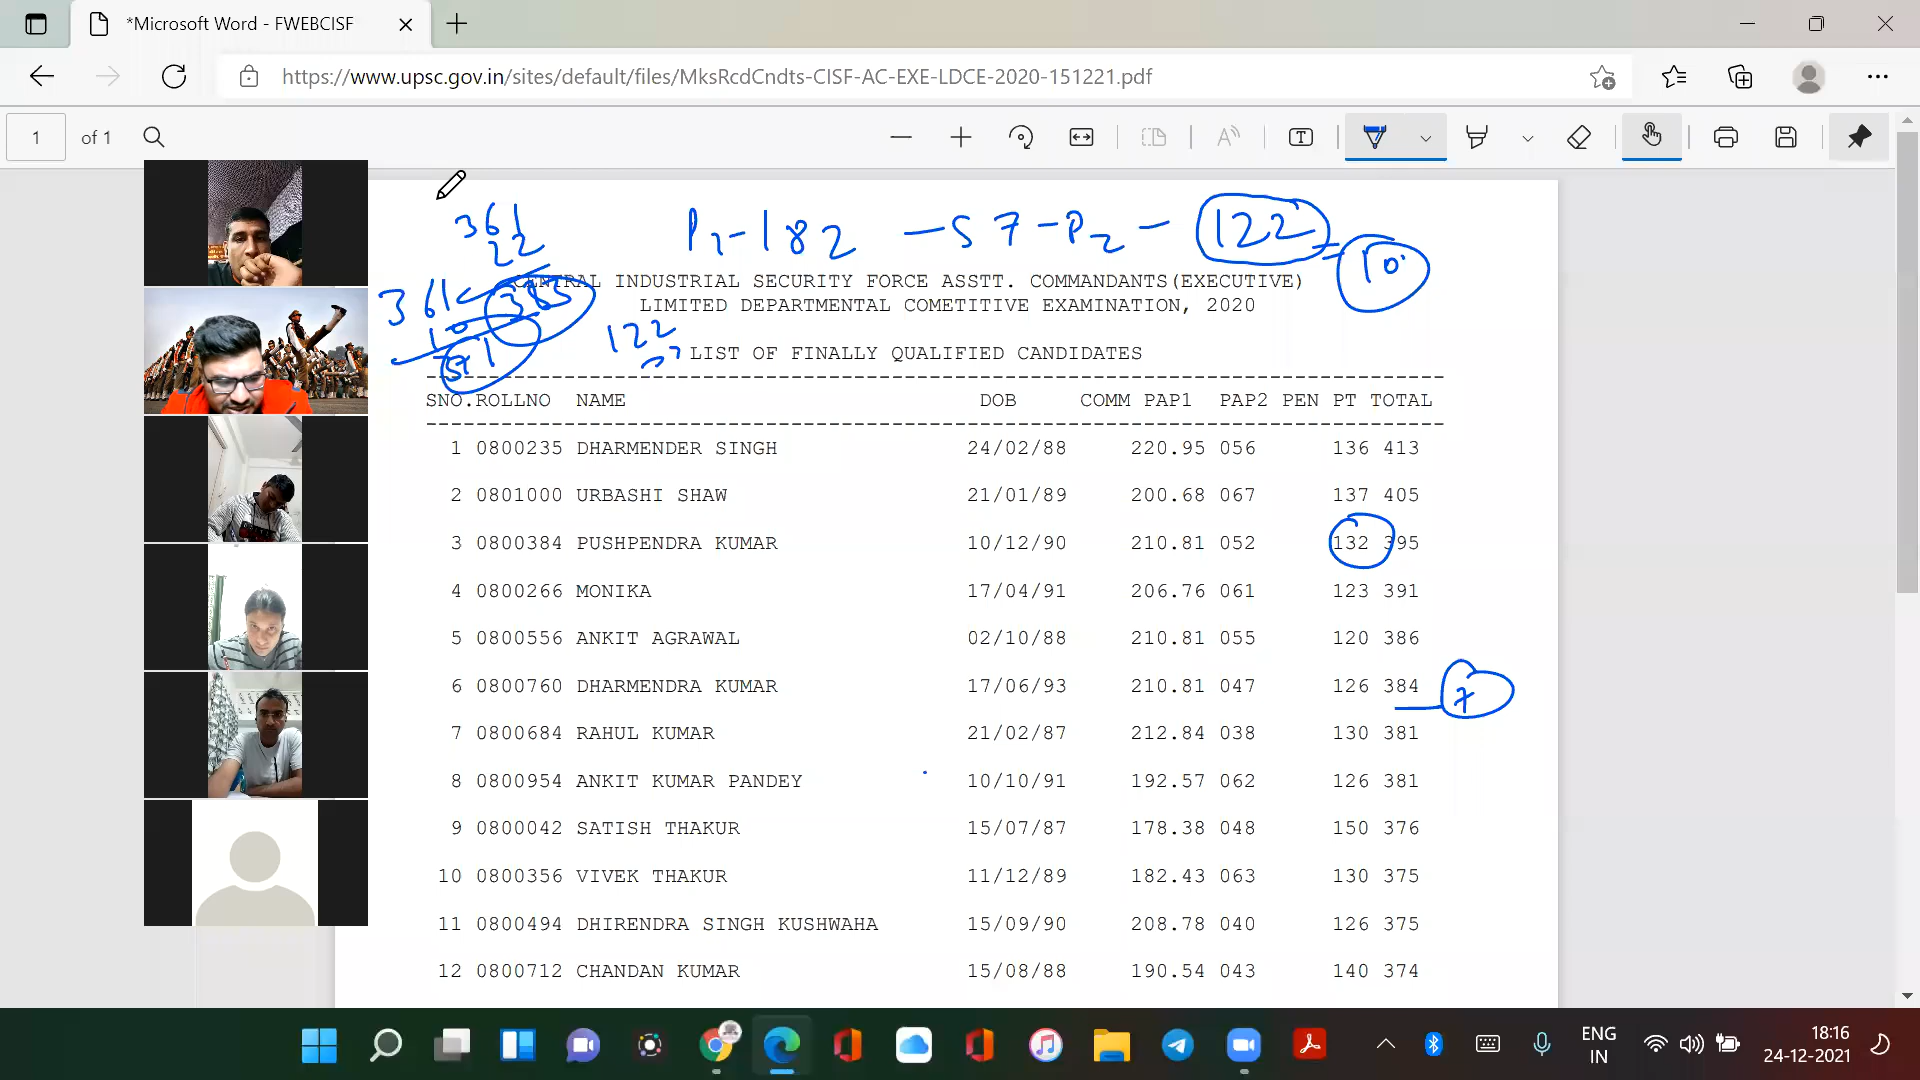 *Microsoft Word - FWEBCISF
https://www.upsc.gov.in/sites/default/files/MksRcdCndts-CISF-AC-EXE-LDCE-2020-151221.pdf
1 of 1
361
22
P1-182 -57-P2-122
10
361
385
10
371
122
CENTRAL INDUSTRIAL SECURITY FORCE ASSTT. COMMANDANTS(EXECUTIVE)
LIMITED DEPARTMENTAL COMETITIVE EXAMINATION, 2020
LIST OF FINALLY QUALIFIED CANDIDATES
SNO.ROLLNO NAME DOB COMM PAP1 PAP2 PEN PT TOTAL
1 0800235 DHARMENDER SINGH 24/02/88 220.95 056 136 413
2 0801000 URBASHI SHAW 21/01/89 200.68 067 137 405
3 0800384 PUSHPENDRA KUMAR 10/12/90 210.81 052 132 395
4 0800266 MONIKA 17/04/91 206.76 061 123 391
5 0800556 ANKIT AGRAWAL 02/10/88 210.81 055 120 386
6 0800760 DHARMENDRA KUMAR 17/06/93 210.81 047 126 384
7 0800684 RAHUL KUMAR 21/02/87 212.84 038 130 381
8 0800954 ANKIT KUMAR PANDEY 10/10/91 192.57 062 126 381
9 0800042 SATISH THAKUR 15/07/87 178.38 048 150 376
10 0800356 VIVEK THAKUR 11/12/89 182.43 063 130 375
11 0800494 DHIRENDRA SINGH KUSHWAHA 15/09/90 208.78 040 126 375
12 0800712 CHANDAN KUMAR 15/08/88 190.54 043 140 374
ENG
IN
18:16
24-12-2021